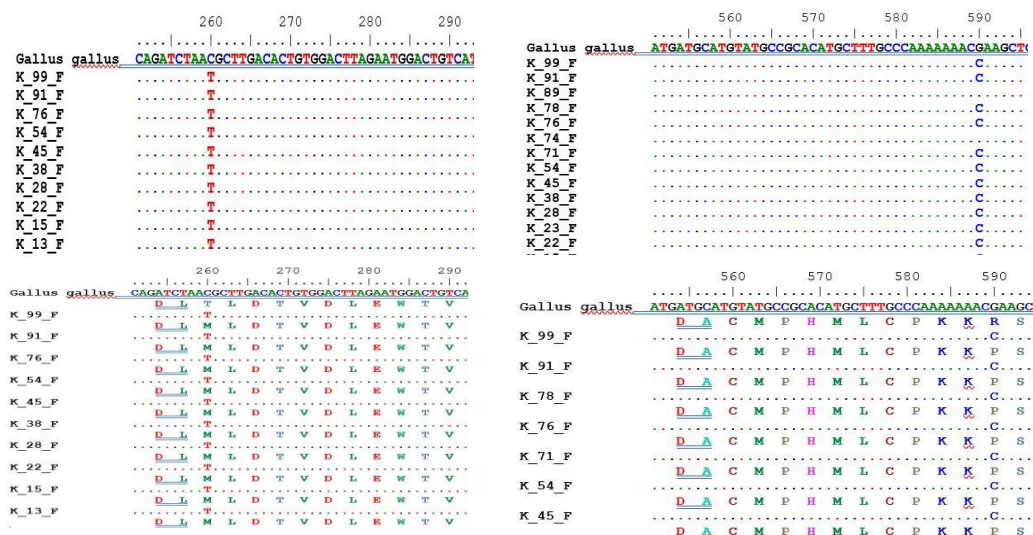 260 270 280 290
Gallus gallus CAGATCTAACGCTTGACACTGTGGACTTAGAATGGACTGTCAT
K_99_F T
K_91_F T
K_76_F T
K_54_F T
K_45_F T
K_38_F T
K_28_F T
K_22_F T
K_15_F T
K_13_F T
560 570 580 590
Gallus gallus ATGATGCATGTATGCCGCACATGCTTTGCCCAAAAAAACGAAGCTC
K_99_F C
K_91_F C
K_89_F
K_78_F C
K_76_F C
K_74_F
K_71_F C
K_54_F C
K_45_F C
K_38_F C
K_28_F C
K_23_F C
K_22_F C
260 270 280 290
Gallus gallus CAGATCTAACGCTTGACACTGTGGACTTAGAATGGACTGTCA
D L T L D T V D L E W T V
K_99_F T
D L M L D T V D L E W T V
K_91_F T
D L M L D T V D L E W T V
K_76_F T
D L M L D T V D L E W T V
K_54_F T
D L M L D T V D L E W T V
K_45_F T
D L M L D T V D L E W T V
K_38_F T
D L M L D T V D L E W T V
K_28_F T
D L M L D T V D L E W T V
K_22_F T
D L M L D T V D L E W T V
K_15_F T
D L M L D T V D L E W T V
K_13_F T
D L M L D T V D L E W T V
560 570 580 590
Gallus gallus ATGATGCATGTATGCCGCACATGCTTTGCCCAAAAAAACGAAGC
D A C M P H M L C P K K R S
K_99_F C
D A C M P H M L C P K K P S
K_91_F C
D A C M P H M L C P K K P S
K_78_F C
D A C M P H M L C P K K P S
K_76_F C
D A C M P H M L C P K K P S
K_71_F C
D A C M P H M L C P K K P S
K_54_F C
D A C M P H M L C P K K P S
K_45_F C
D A C M P H M L C P K K P S